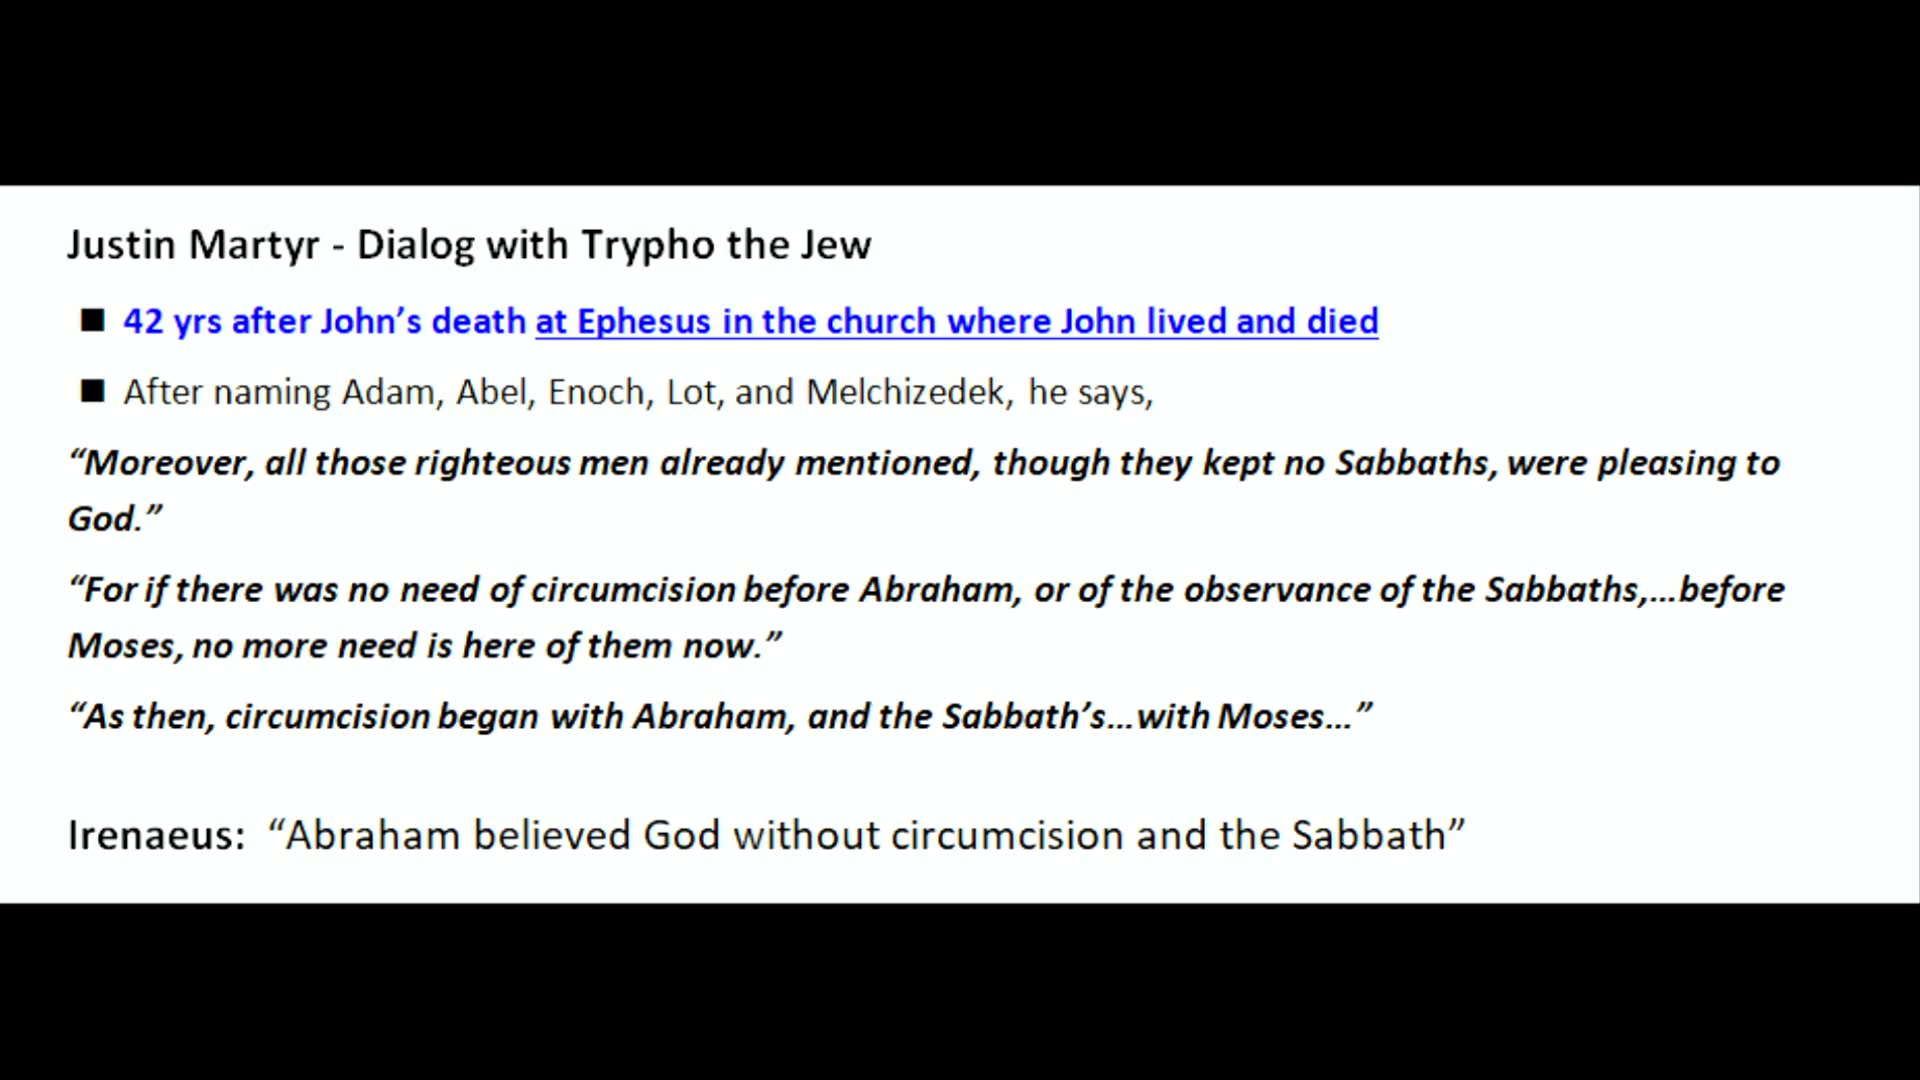 Justin Martyr - Dialog with Trypho the Jew
■ 42 yrs after John’s death at Ephesus in the church where John lived and died
■ After naming Adam, Abel, Enoch, Lot, and Melchizedek, he says,
“Moreover, all those righteous men already mentioned, though they kept no Sabbaths, were pleasing to
God.”
“For if there was no need of circumcision before Abraham, or of the observance of the Sabbaths,...before
Moses, no more need is here of them now.”
“As then, circumcision began with Abraham, and the Sabbath’s...with Moses...”
Irenaeus: “Abraham believed God without circumcision and the Sabbath”